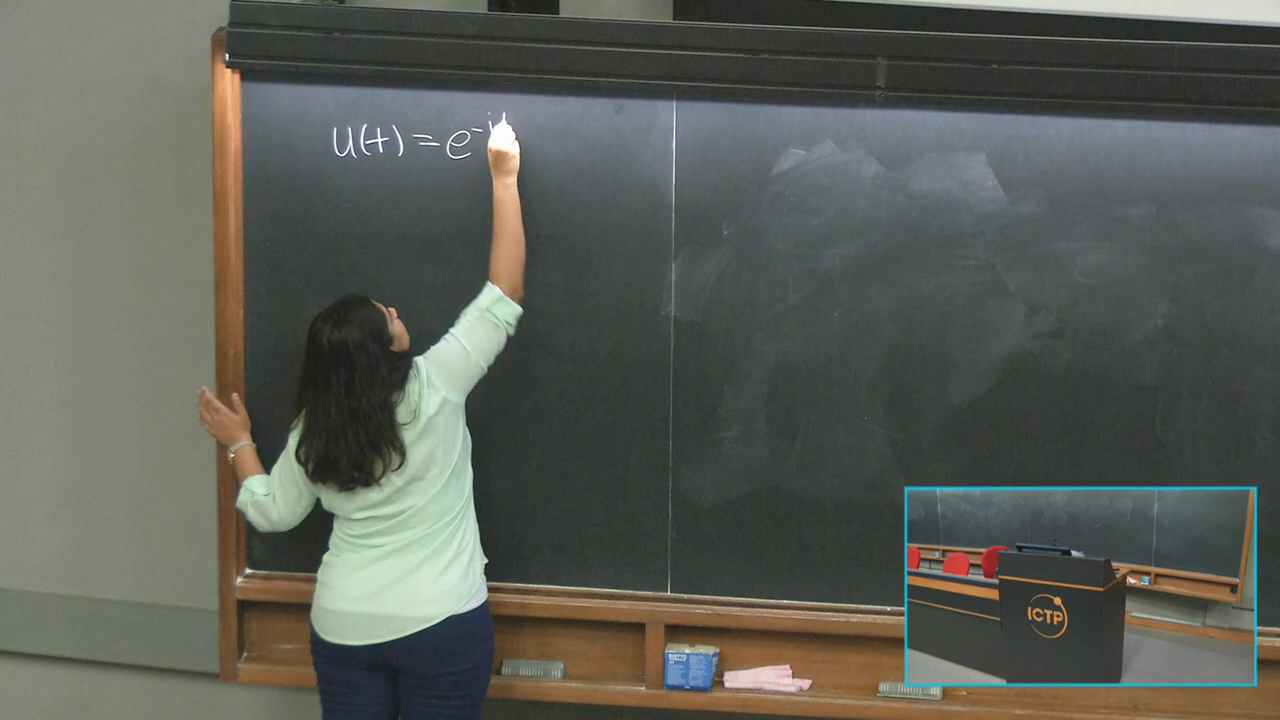 U(t) = e^-i
ICTP